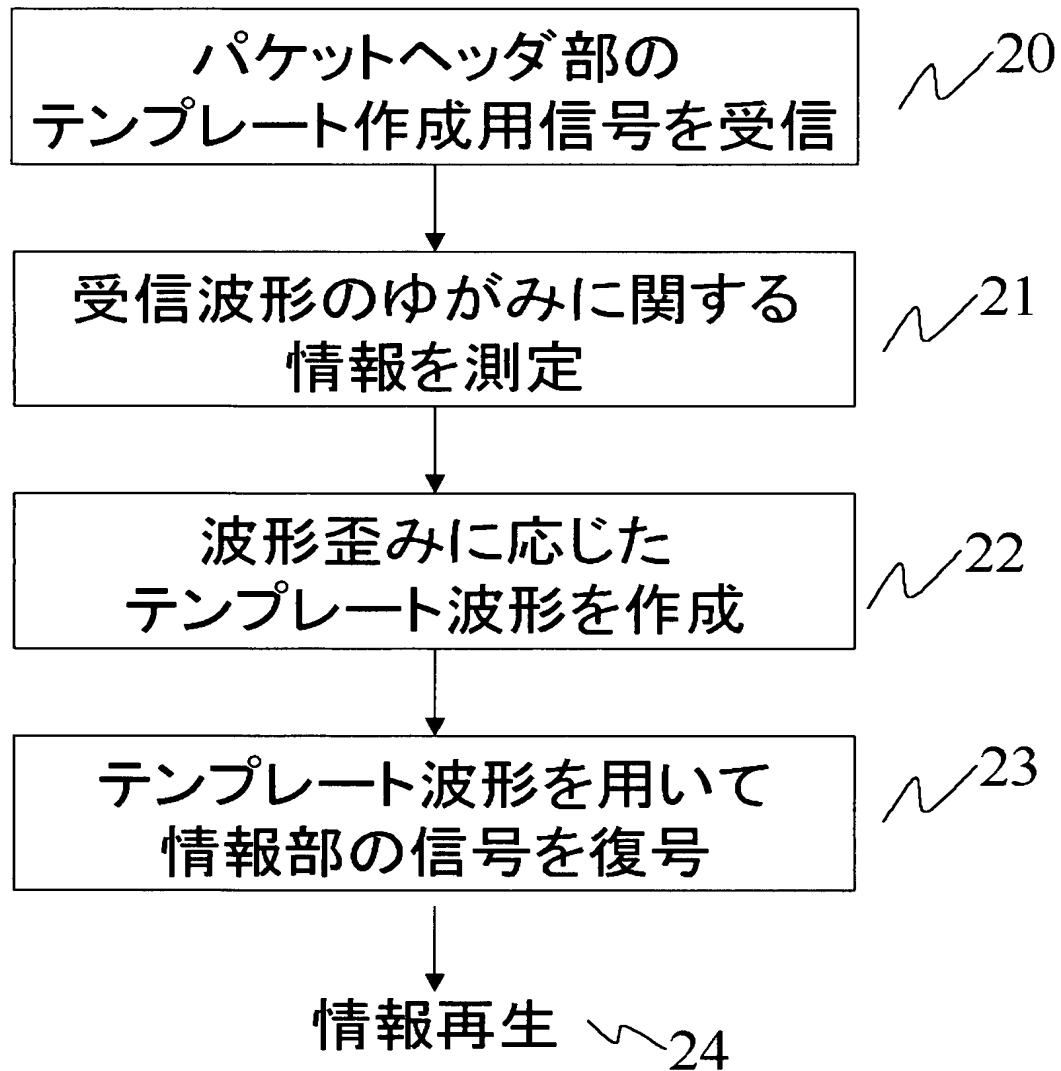 パケットヘッダ部の
テンプレート作成用信号を受信
20
受信波形のゆがみに関する
情報を測定
21
波形歪みに応じた
テンプレート波形を作成
22
テンプレート波形を用いて
情報部の信号を復号
23
情報再生
24